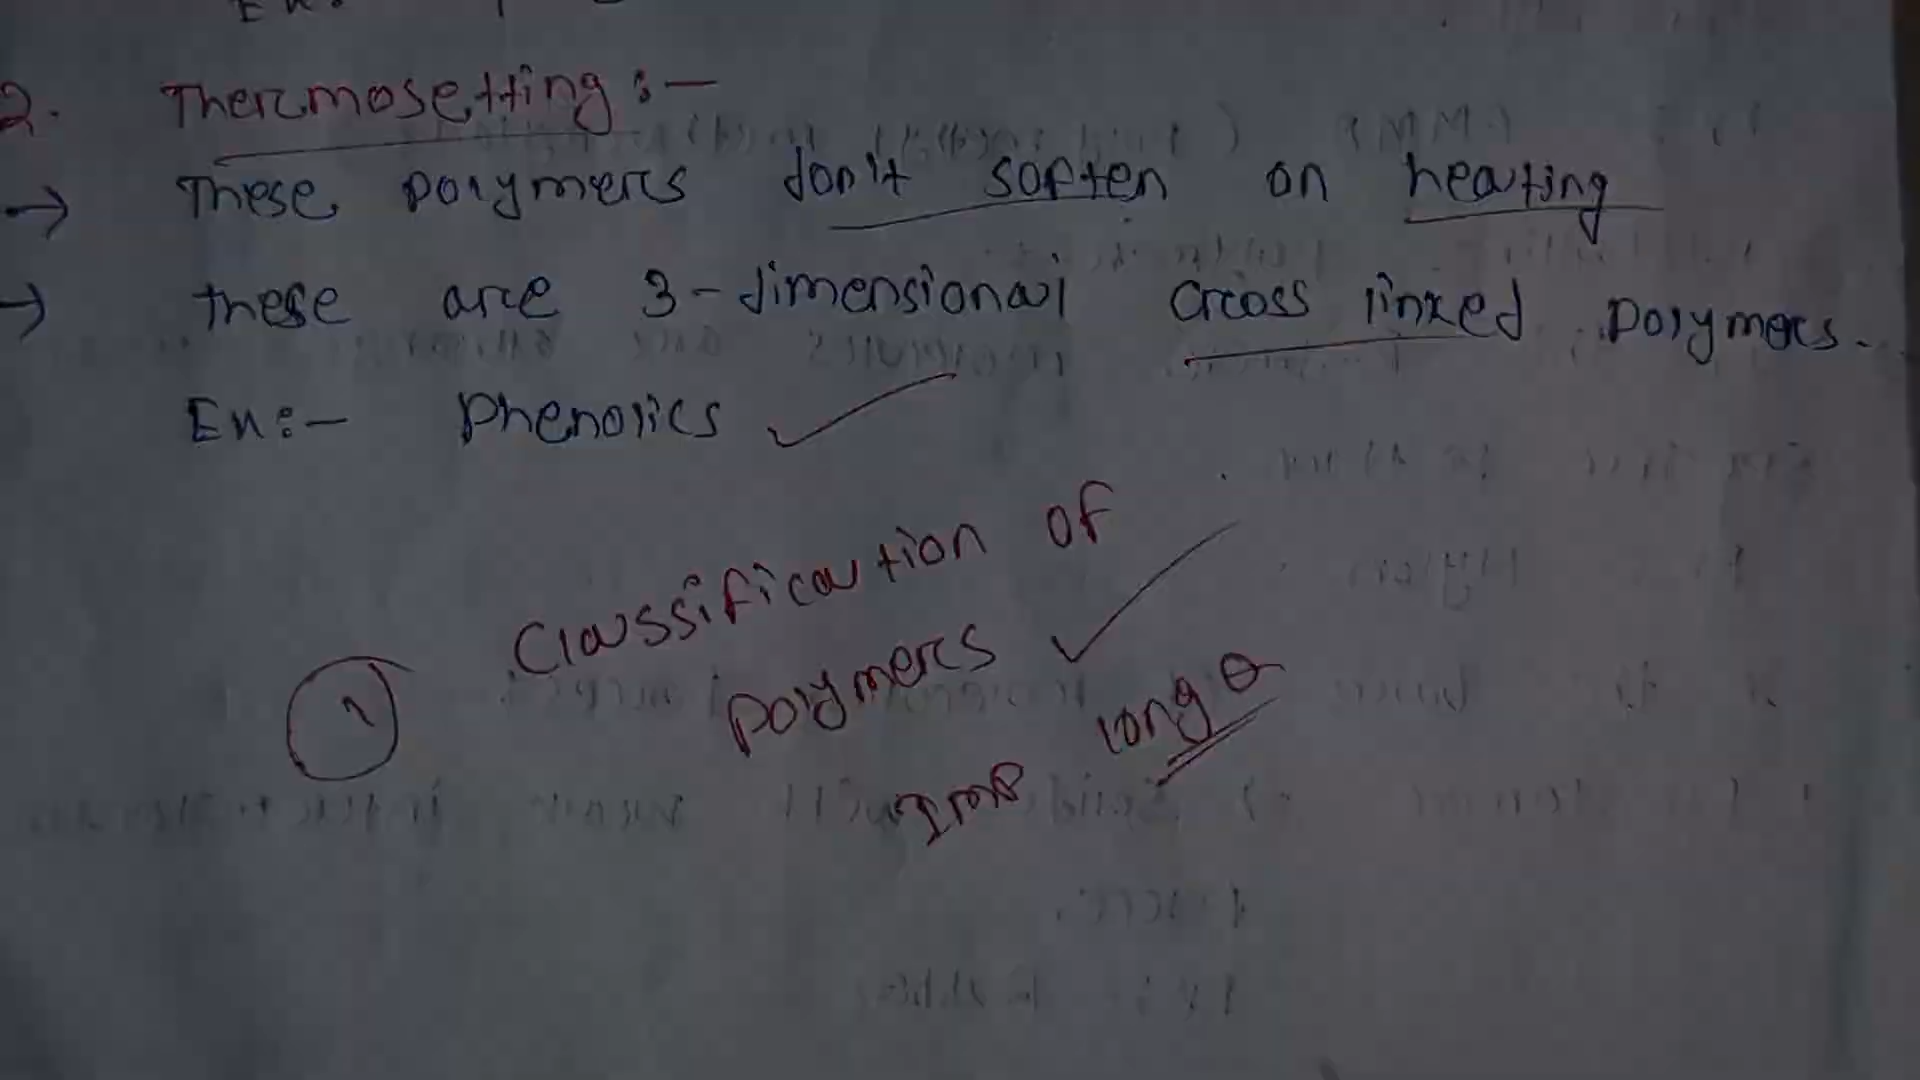 2. Thermosetting :-
→ These polymers don't soften on heating
→ these are 3-dimensional cross linked polymers.
Ex:- Phenolics ✓
Classification of
polymers ✓
1
Imp long Q